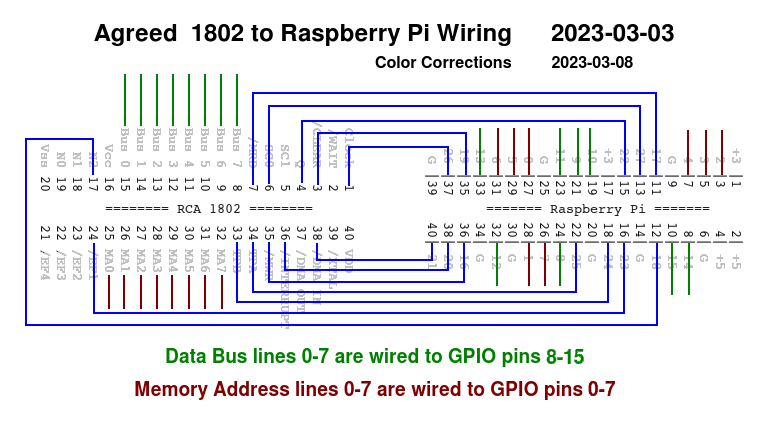 Agreed 1802 to Raspberry Pi Wiring 2023-03-03
Color Corrections 2023-03-08
Vss N0 N1 N2 Vcc Bus 0 Bus 1 Bus 2 Bus 3 Bus 4 Bus 5 Bus 6 Bus 7 /MRD SC0 SC1 Q /CLEAR /WAIT Clock
G 26 19 13 6 5 0 G 11 9 10 +3 22 27 17 G 4 3 2 +3
20 19 18 17 16 15 14 13 12 11 10 9 8 7 6 5 4 3 2 1
39 37 35 33 31 29 27 25 23 21 19 17 15 13 11 9 7 5 3 1
======== RCA 1802 ========
======= Raspberry Pi =======
21 22 23 24 25 26 27 28 29 30 31 32 33 34 35 36 37 38 39 40
40 38 36 34 32 30 28 26 24 22 20 18 16 14 12 10 8 6 4 2
/EF4 /EF3 /EF2 /EF1 MA0 MA1 MA2 MA3 MA4 MA5 MA6 MA7 TPB TPA /MWR /INTERRUPT /DMA OUT /DMA IN /XTAL VDD
21 20 16 G 12 G 1 7 8 25 G 24 23 G 18 15 14 G +5 +5
Data Bus lines 0-7 are wired to GPIO pins 8-15
Memory Address lines 0-7 are wired to GPIO pins 0-7